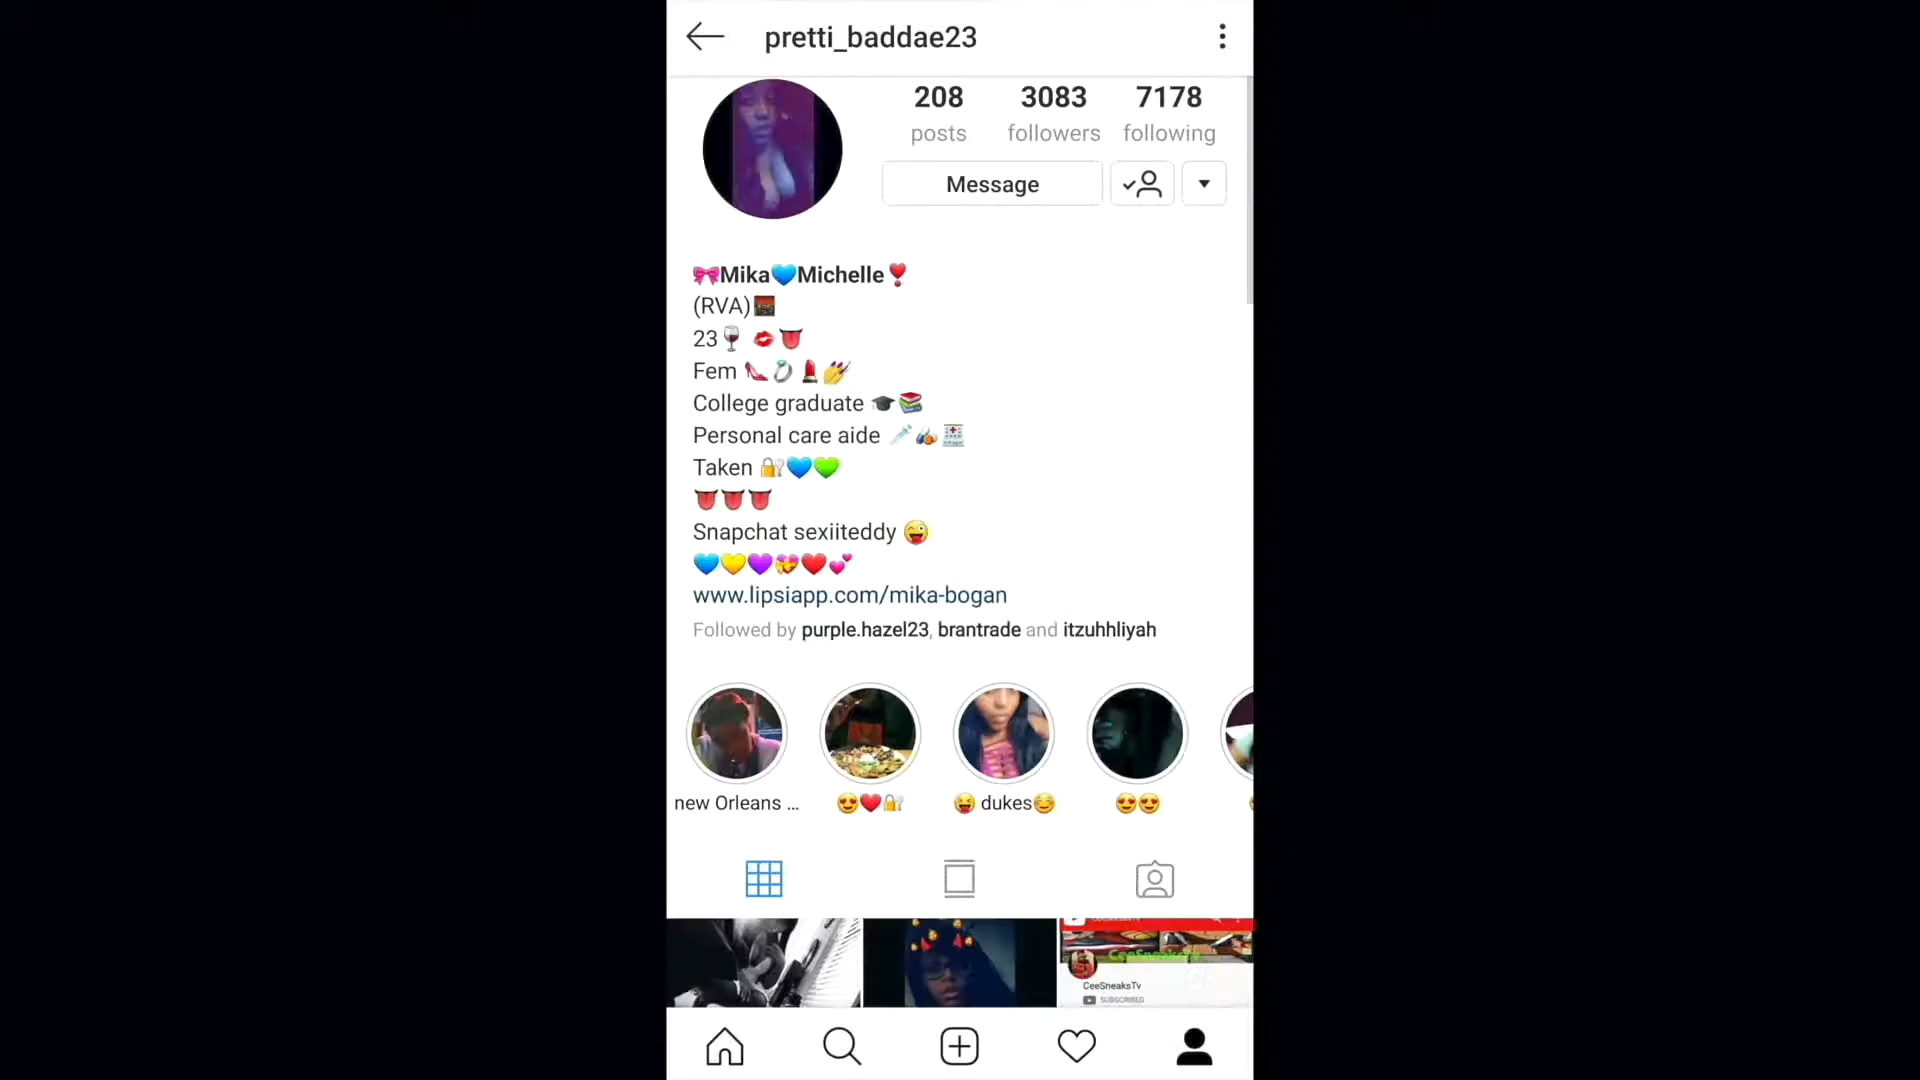 pretti_baddae23
208 3083 7178
posts followers following
Message
🎀Mika💙Michelle❣️
(RVA)🌇
23🍷 💋👅
Fem 👠💍💄💅
College graduate 🎓📚
Personal care aide 💉💊🏥
Taken 🔐💙💚
👅👅👅
Snapchat sexiiteddy 😜
💙💛💜💝❤️💕
www.lipsiapp.com/mika-bogan
Followed by purple.hazel23, brantrade and itzuhhliyah
new Orleans ... 😍❤️🔐 😝 dukes😊 😍😍
CeeSneaksTv
CeeSneaksTv
SUBSCRIBED